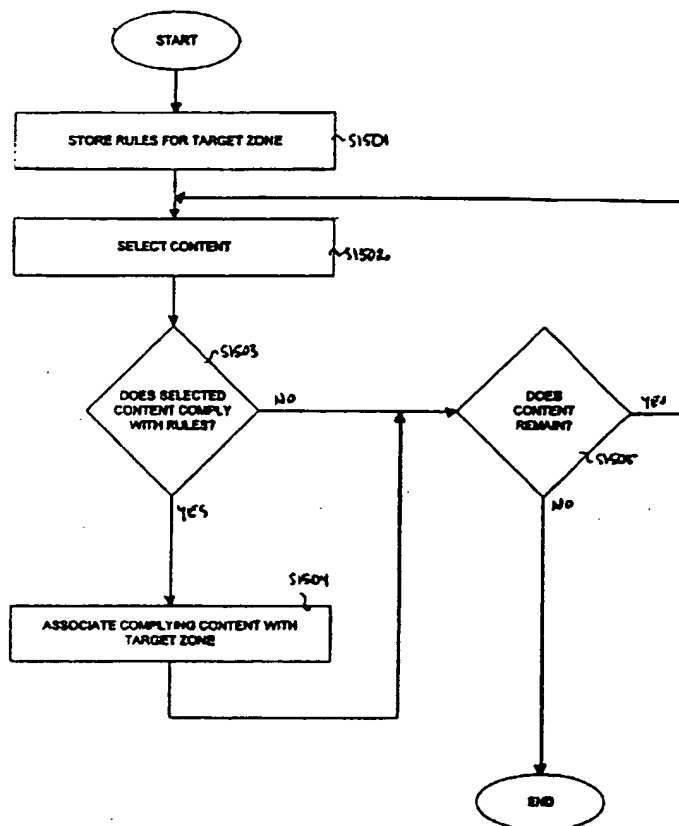 START
STORE RULES FOR TARGET ZONE
S1501
SELECT CONTENT
S1502
S1503
DOES SELECTED
CONTENT COMPLY
WITH RULES?
NO
DOES
CONTENT
REMAIN?
YES
S1505
YES
NO
S1504
ASSOCIATE COMPLYING CONTENT WITH
TARGET ZONE
END